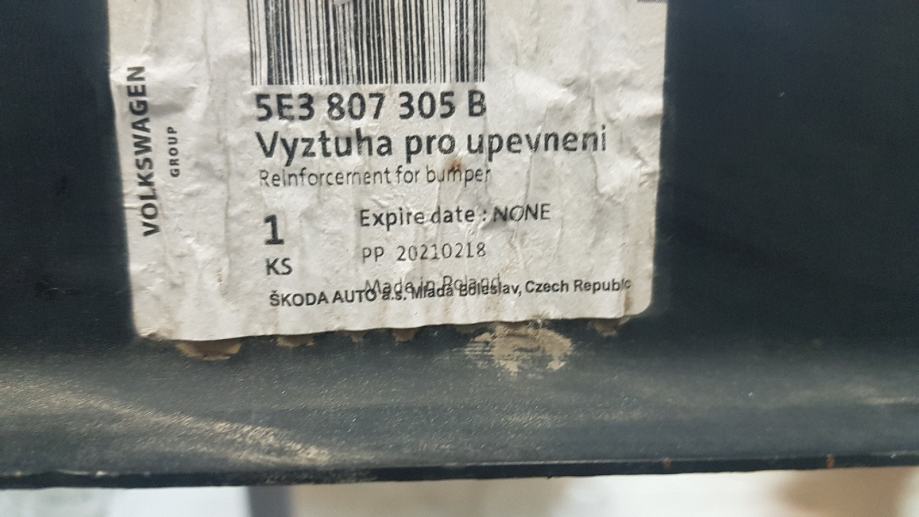 VOLKSWAGEN
GROUP
5E3 807 305 B
Vyztuha pro upevneni
Reinforcement for bumper
1
KS
Expire date : NONE
PP 20210218
Made in Poland
ŠKODA AUTO a.s. Mladá Boleslav, Czech Republic